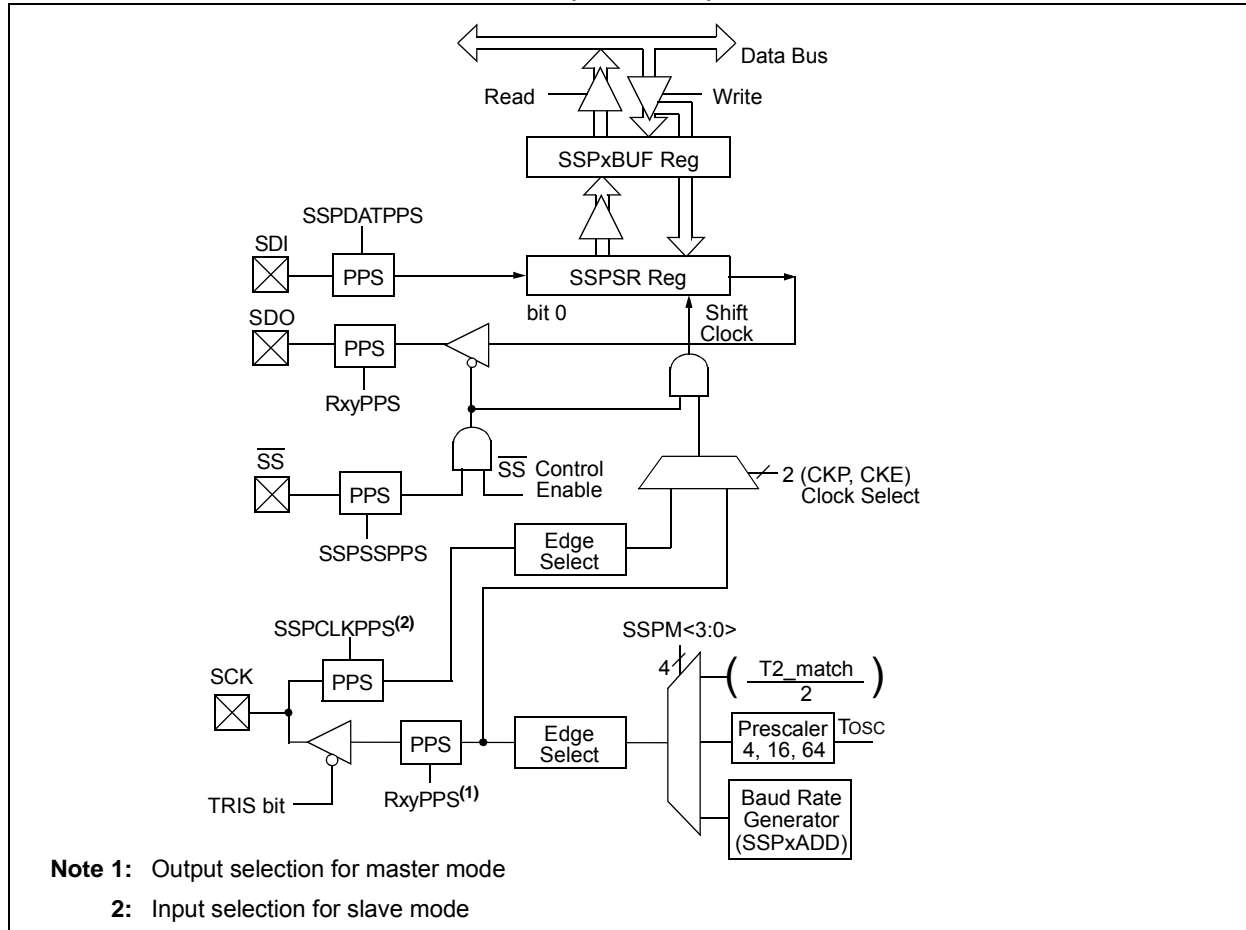 Data Bus
Read
Write
SSPxBUF Reg
SSPDATPPS
SDI
PPS
SSPSR Reg
bit 0
Shift
Clock
SDO
PPS
RxyPPS
SS
PPS
SS Control
Enable
2 (CKP, CKE)
Clock Select
SSPSSPPS
Edge
Select
SSPCLKPPS(2)
SSPM<3:0>
4
SCK
PPS
( T2_match
2 )
PPS
Edge
Select
Prescaler
4, 16, 64
TOSC
TRIS bit
RxyPPS(1)
Baud Rate
Generator
(SSPxADD)
Note 1: Output selection for master mode
2: Input selection for slave mode